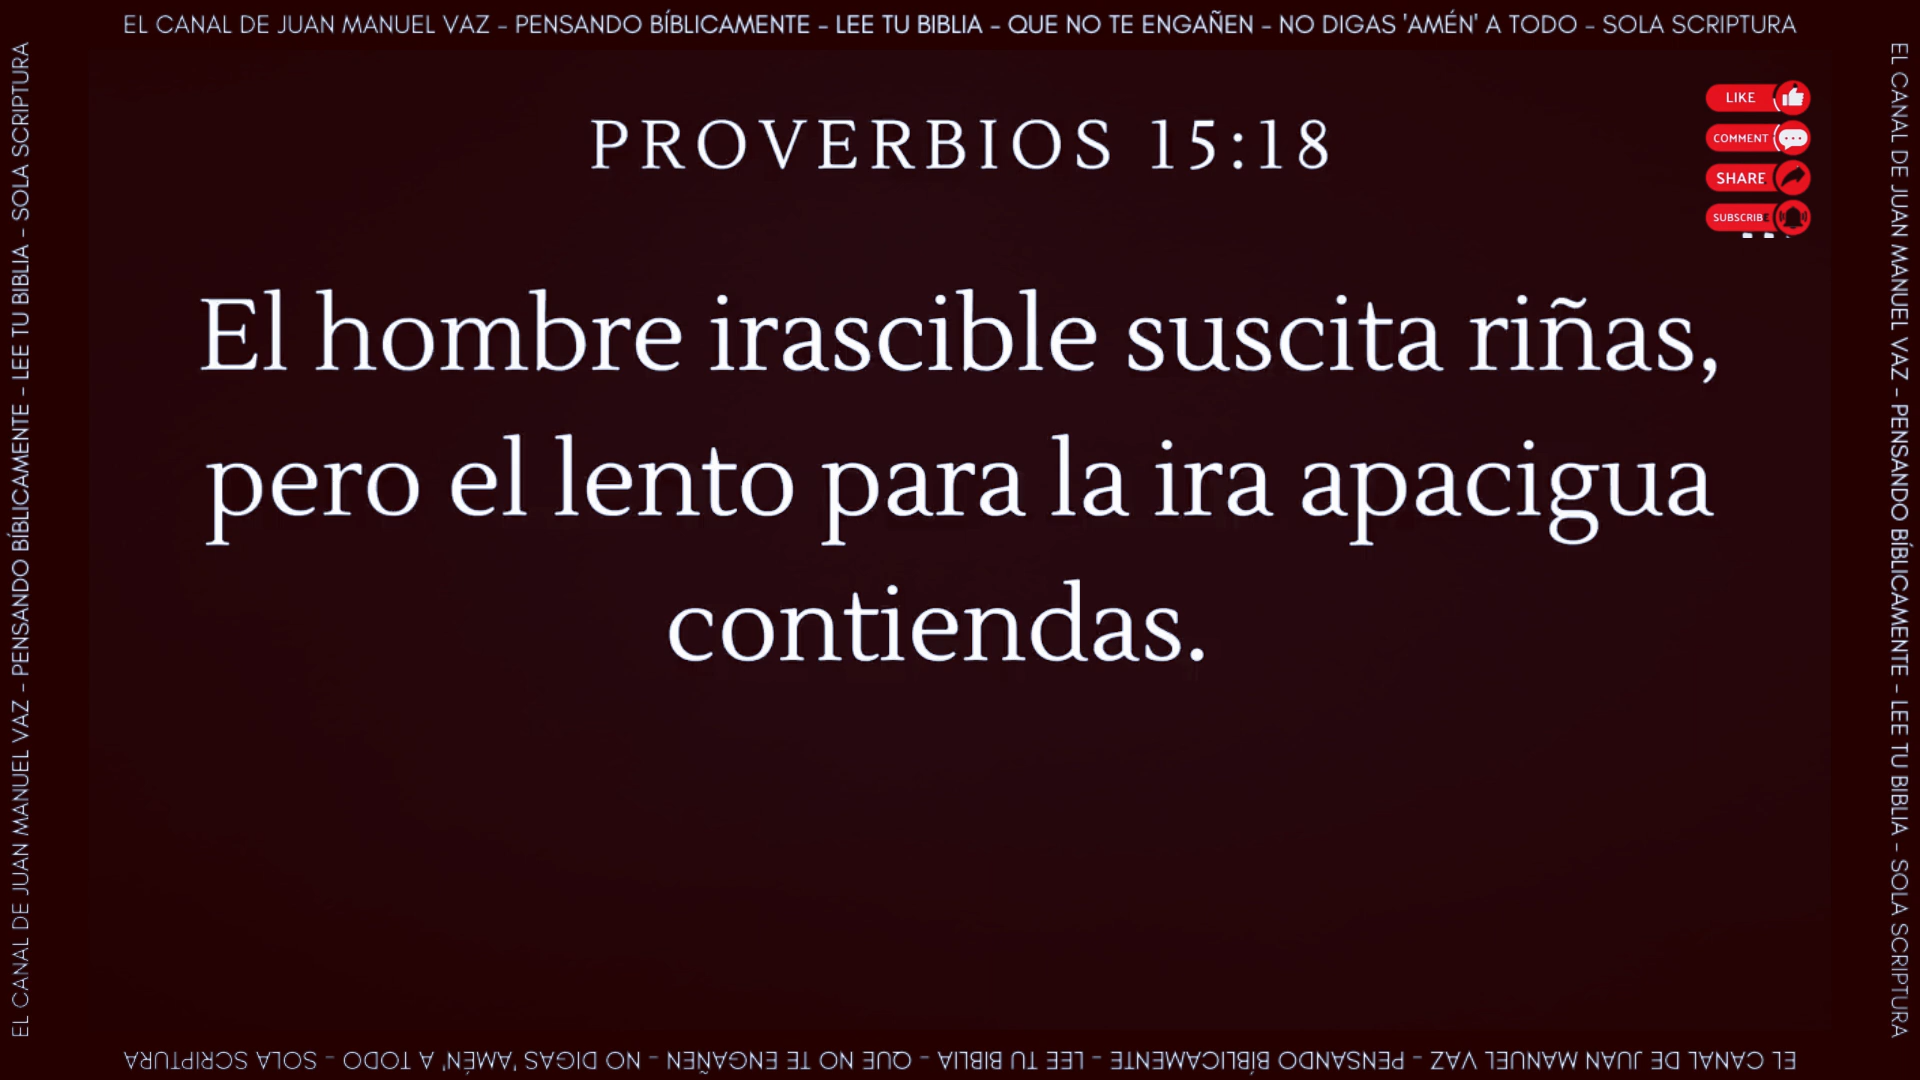 EL CANAL DE JUAN MANUEL VAZ - PENSANDO BÍBLICAMENTE - LEE TU BIBLIA - QUE NO TE ENGAÑEN - NO DIGAS 'AMÉN' A TODO - SOLA SCRIPTURA
LIKE
COMMENT
SHARE
SUBSCRIBE
PROVERBIOS 15:18
El hombre irascible suscita riñas,
pero el lento para la ira apacigua
contiendas.
EL CANAL DE JUAN MANUEL VAZ - PENSANDO BÍBLICAMENTE - LEE TU BIBLIA - SOLA SCRIPTURA
EL CANAL DE JUAN MANUEL VAZ - PENSANDO BÍBLICAMENTE - LEE TU BIBLIA - SOLA SCRIPTURA
EL CANAL DE JUAN MANUEL VAZ - PENSANDO BÍBLICAMENTE - LEE TU BIBLIA - QUE NO TE ENGAÑEN - NO DIGAS 'AMÉN' A TODO - SOLA SCRIPTURA